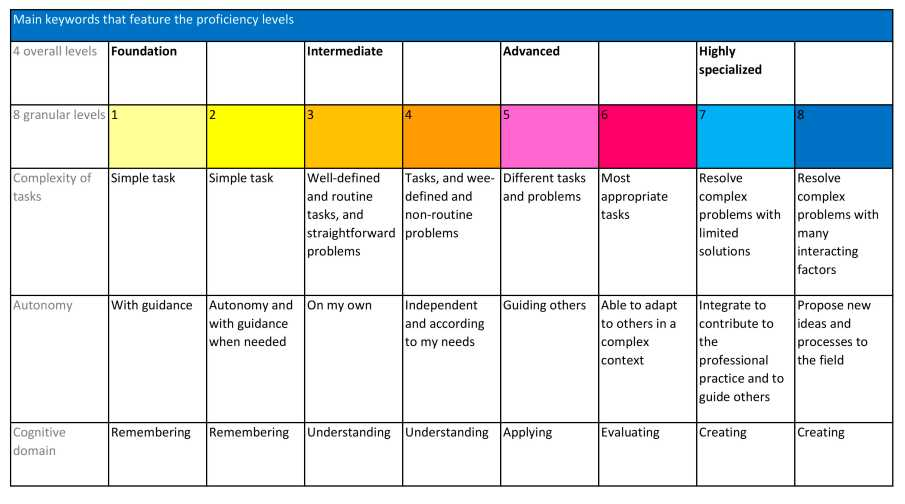 Main keywords that feature the proficiency levels
4 overall levels Foundation Intermediate Advanced Highly
specialized
8 granular levels 1 2 3 4 5 6 7 8
Complexity of
tasks
Simple task
Simple task
Well-defined
and routine
tasks, and
straightforward
problems
Tasks, and wee-
defined and
non-routine
problems
Different tasks
and problems
Most
appropriate
tasks
Resolve
complex
problems with
limited
solutions
Resolve
complex
problems with
many
interacting
factors
Autonomy
With guidance
Autonomy and
with guidance
when needed
On my own
Independent
and according
to my needs
Guiding others
Able to adapt
to others in a
complex
context
Integrate to
contribute to
the
professional
practice and to
guide others
Propose new
ideas and
processes to
the field
Cognitive
domain
Remembering
Remembering
Understanding
Understanding
Applying
Evaluating
Creating
Creating